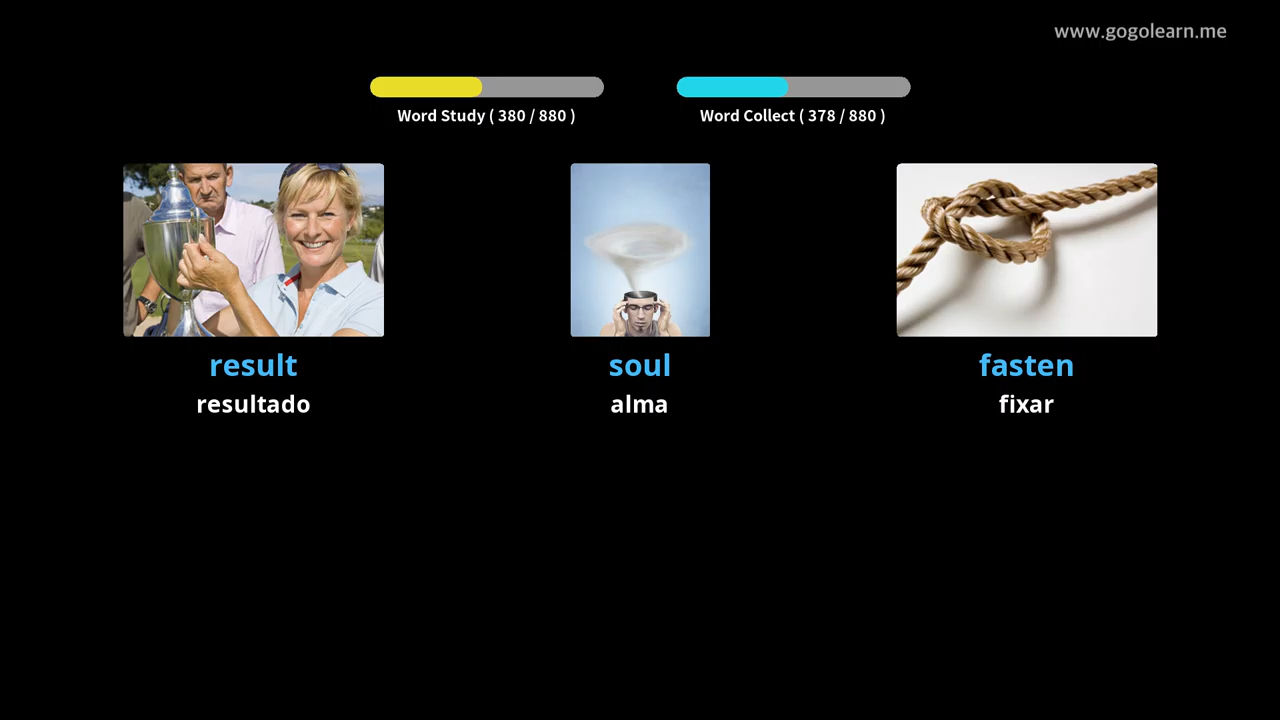 www.gogolearn.me
Word Study ( 380 / 880 )
Word Collect ( 378 / 880 )
result
soul
fasten
resultado
alma
fixar